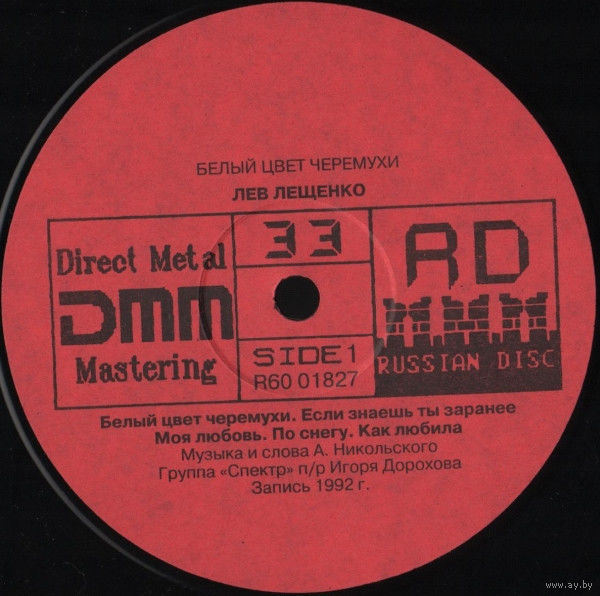 БЕЛЫЙ ЦВЕТ ЧЕРЕМУХИ
ЛЕВ ЛЕЩЕНКО
Direct Metal
DMM
Mastering
33
SIDE 1
R60 01827
RD
RUSSIAN DISC
Белый цвет черемухи. Если знаешь ты заранее
Моя любовь. По снегу. Как любила
Музыка и слова А. Никольского
Группа «Спектр» п/р Игоря Дорохова
Запись 1992 г.
www.ay.by